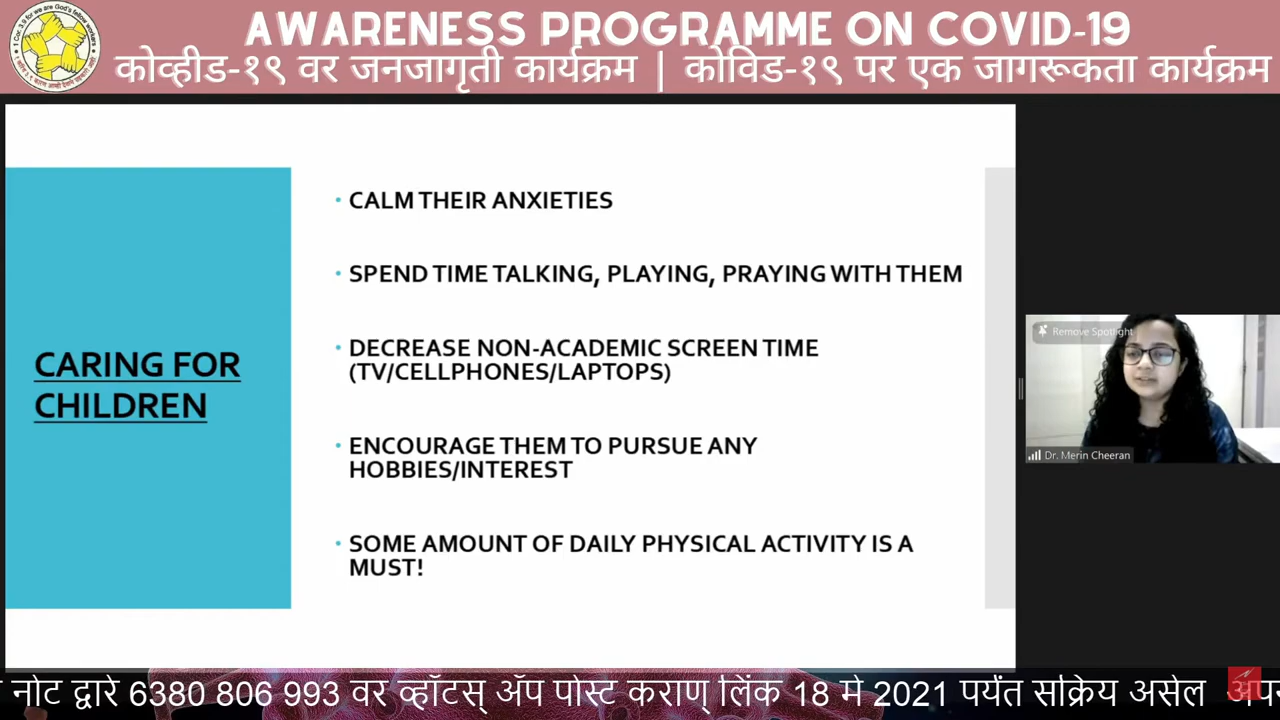 AWARENESS PROGRAMME ON COVID-19
कोव्हीड-१९ वर जनजागृती कार्यक्रम | कोविड-१९ पर एक जागरूकता कार्यक्रम
CARING FOR
CHILDREN
• CALM THEIR ANXIETIES
• SPEND TIME TALKING, PLAYING, PRAYING WITH THEM
• DECREASE NON-ACADEMIC SCREEN TIME
(TV/CELLPHONES/LAPTOPS)
• ENCOURAGE THEM TO PURSUE ANY
HOBBIES/INTEREST
• SOME AMOUNT OF DAILY PHYSICAL ACTIVITY IS A
MUST!
Remove Spotlight
Dr. Merin Cheeran
नोट द्वारे 6380 806 993 वर व्हॉटस् ॲप पोस्ट कराण् लिंक 18 मे 2021 पर्यंत सक्रिय असेल